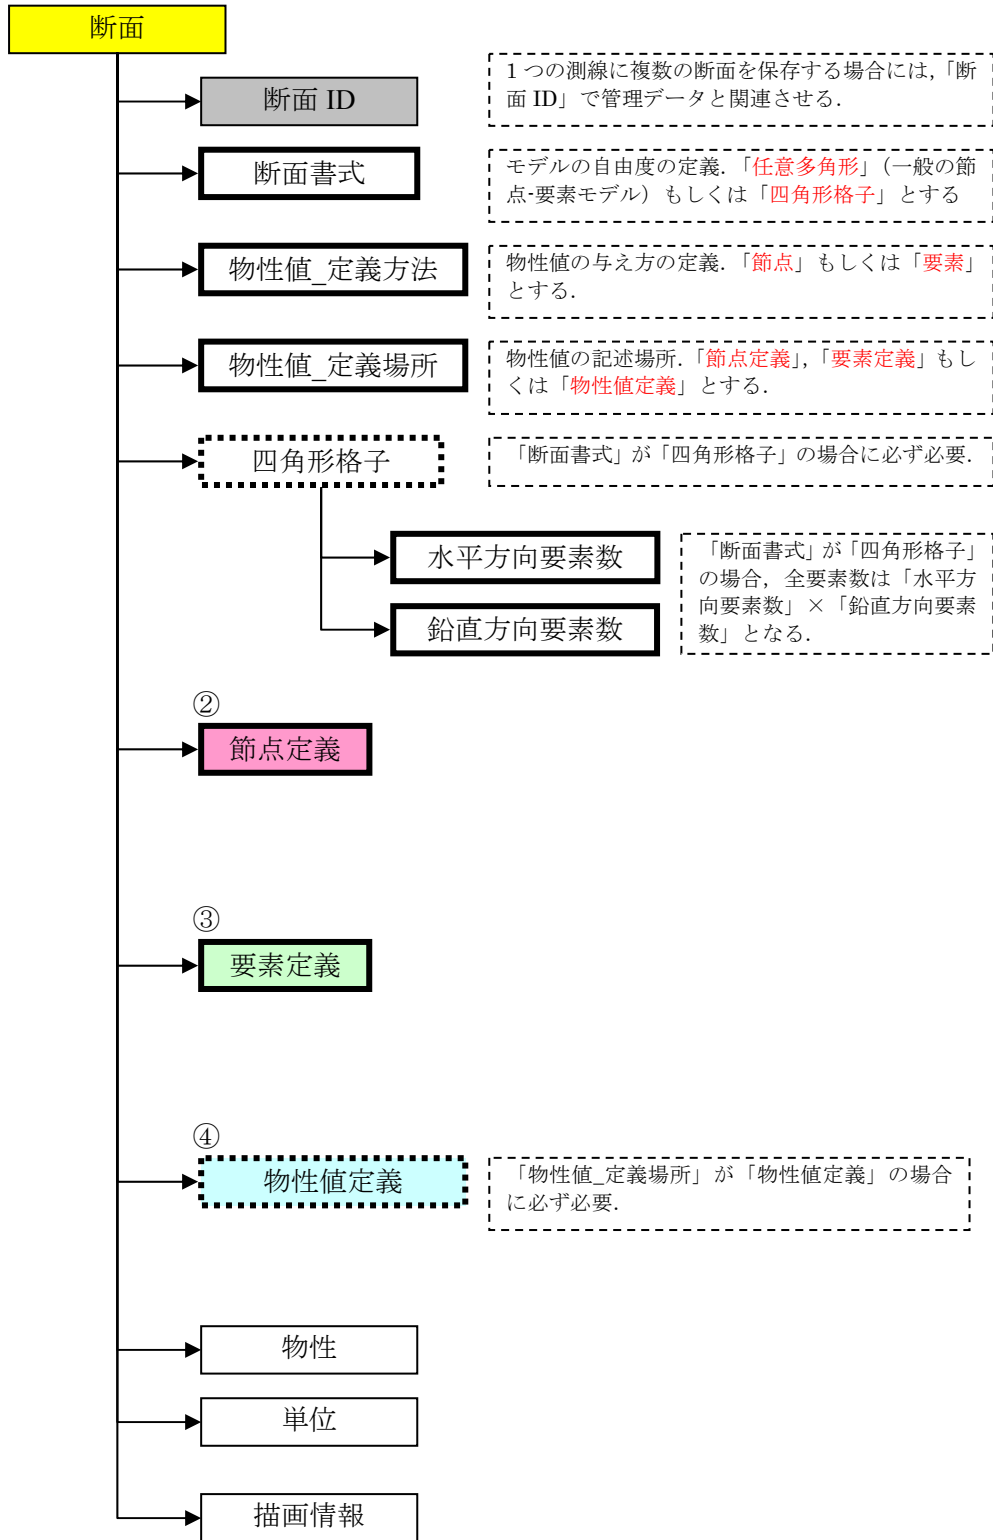 断面
断面 ID
1 つの測線に複数の断面を保存する場合には,「断
面 ID」で管理データと関連させる.
断面書式
モデルの自由度の定義.「任意多角形」(一般の節
点-要素モデル) もしくは「四角形格子」とする
物性値_定義方法
物性値の与え方の定義.「節点」もしくは「要素」
とする.
物性値_定義場所
物性値の記述場所.「節点定義」,「要素定義」もし
くは「物性値定義」とする.
四角形格子
「断面書式」が「四角形格子」の場合に必ず必要.
水平方向要素数
鉛直方向要素数
「断面書式」が「四角形格子」
の場合, 全要素数は「水平方
向要素数」×「鉛直方向要素
数」となる.
②
節点定義
③
要素定義
④
物性値定義
「物性値_定義場所」が「物性値定義」の場合
に必ず必要.
物性
単位
描画情報